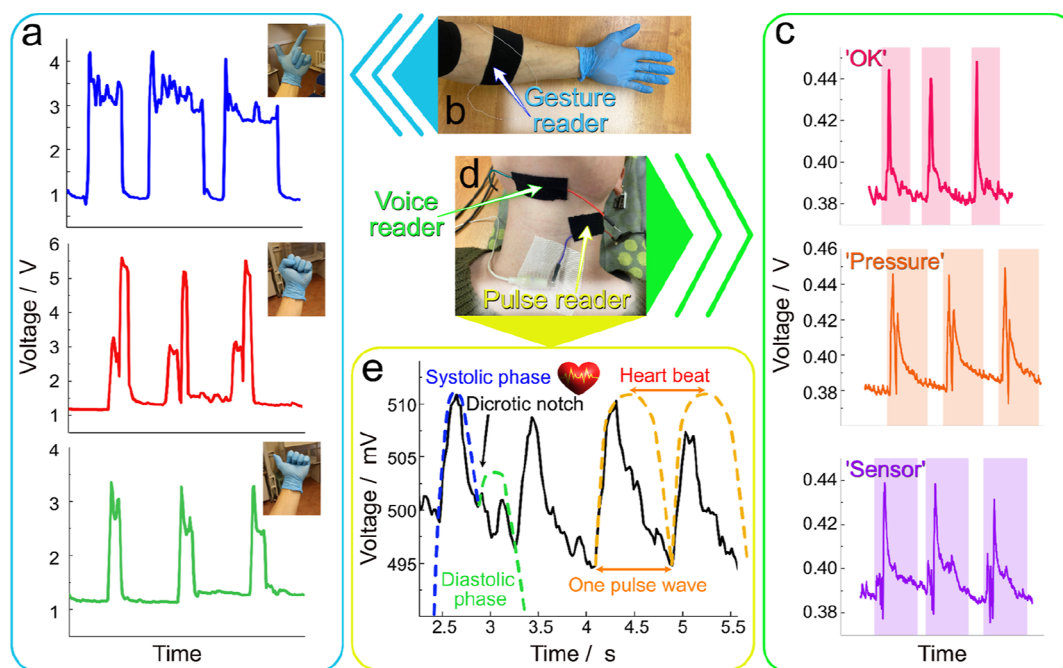 a
4
3
2
1
6
5
4
3
2
1
4
3
2
1
Voltage / V
Time
b
Gesture
reader
d
Voice
reader
Pulse reader
e
Systolic phase
Dicrotic notch
Heart beat
Diastolic
phase
One pulse wave
510
505
500
495
Voltage / mV
2.5
3
3.5
4
4.5
5
5.5
Time / s
c
'OK'
0.44
0.42
0.40
0.38
'Pressure'
0.46
0.44
0.42
0.40
0.38
'Sensor'
0.44
0.42
0.40
0.38
Voltage / V
Time